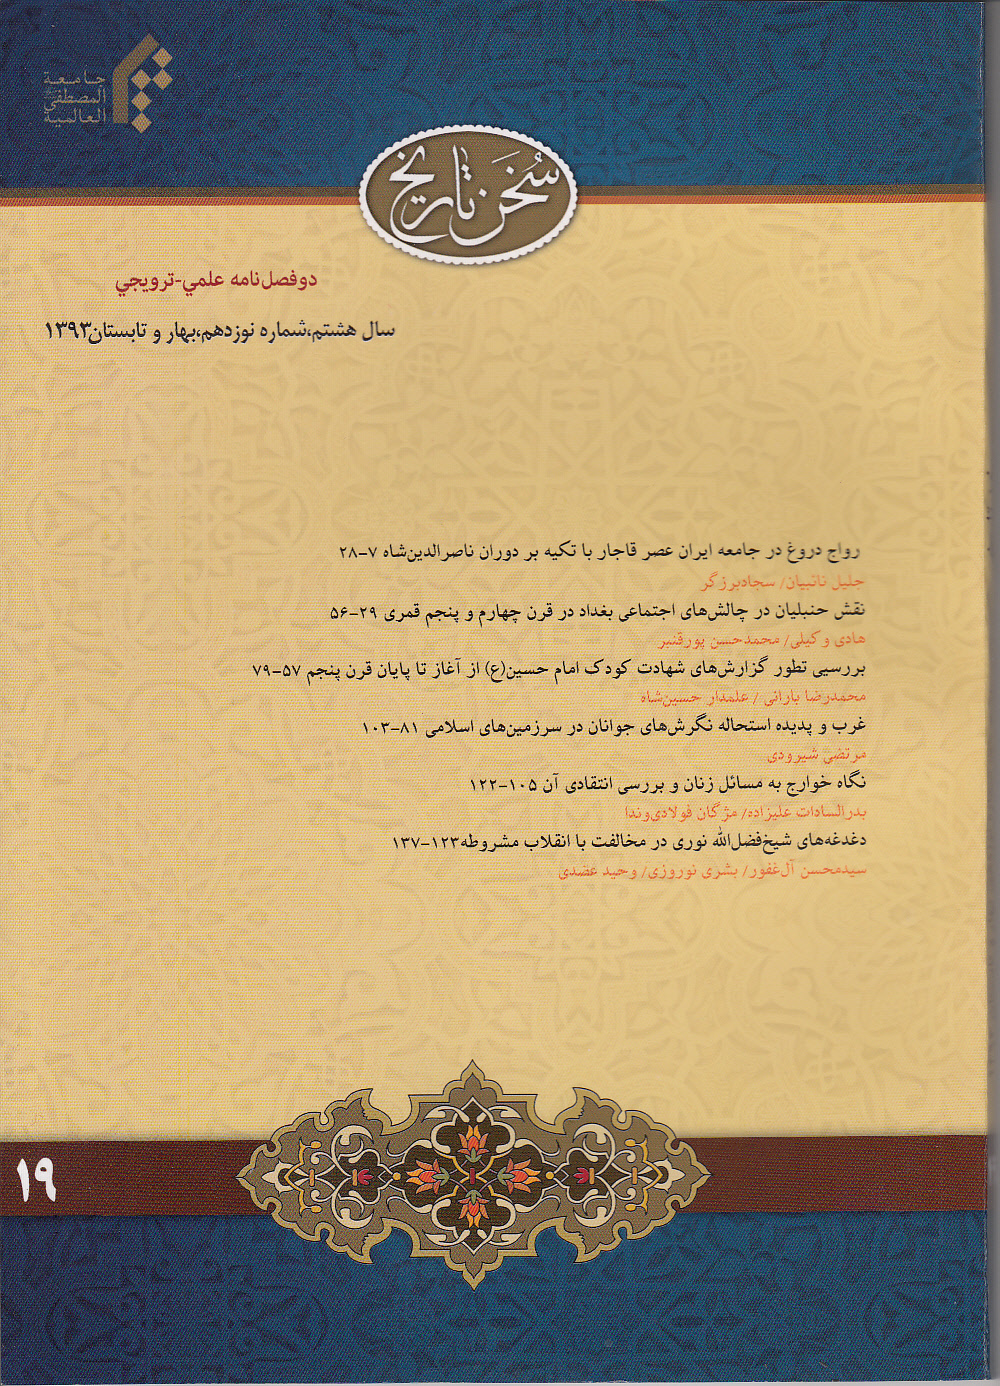 جامعة
المصطفی
العالمیة
سُخَن تاریخ
دوفصل‌نامه علمي-ترويجي
سال هشتم،شماره نوزدهم،بهار و تابستان۱۳۹۳
رواج دروغ در جامعه ایران عصر قاجار با تکیه بر دوران ناصرالدین‌شاه ۷-۲۸
جلیل نائبیان/ سجادبرزگر
نقش حنبلیان در چالش‌های اجتماعی بغداد در قرن چهارم و پنجم قمری ۲۹-۵۶
هادی وکیلی/ محمدحسن پورقنبر
بررسیی تطور گزارش‌های شهادت کودک امام حسین(ع) از آغاز تا پایان قرن پنجم ۵۷-۷۹
محمدرضا بارانی / علمدار حسین‌شاه
غرب و پدیده استحاله نگرش‌های جوانان در سرزمین‌های اسلامی ۸۱-۱۰۳
مرتضی شیرودی
نگاه خوارج به مسائل زنان و بررسی انتقادی آن ۱۰۵-۱۲۲
بدرالسادات علیزاده/ مژگان فولادی‌وندا
دغدغه‌های شیخ‌فضل‌الله نوری در مخالفت با انقلاب مشروطه۱۲۳-۱۳۷
سیدمحسن آل‌غفور/ بشری نوروزی/ وحید عضدی
۱۹